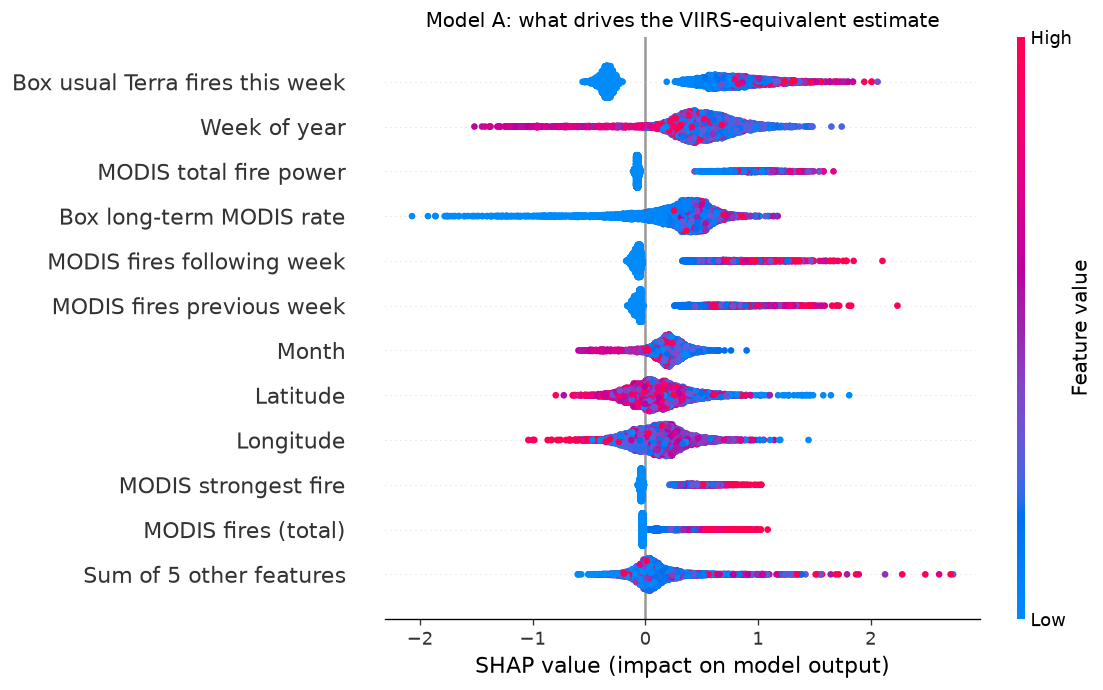 Model A: what drives the VIIRS-equivalent estimate
High
Box usual Terra fires this week
Week of year
MODIS total fire power
Box long-term MODIS rate
MODIS fires following week
MODIS fires previous week
Month
Latitude
Longitude
MODIS strongest fire
MODIS fires (total)
Sum of 5 other features
Feature value
Low
−2 −1 0 1 2
SHAP value (impact on model output)